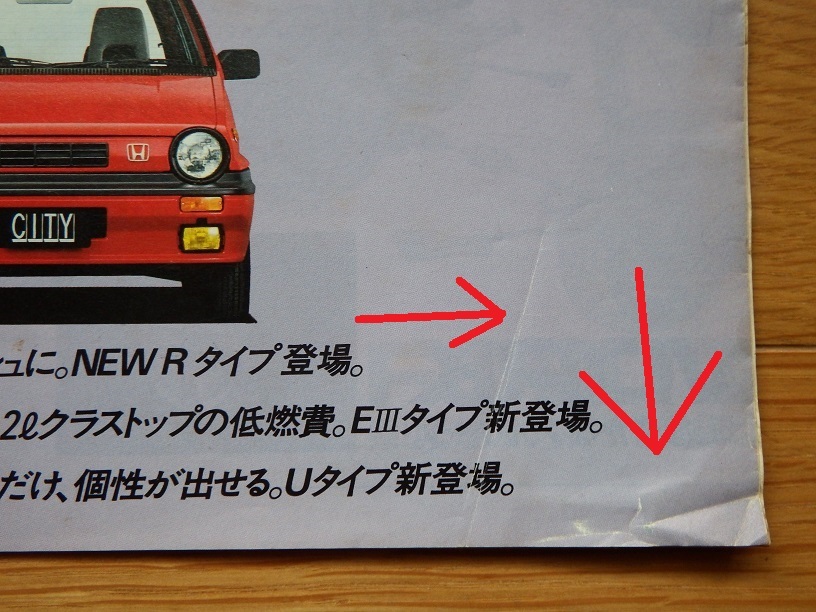 CITY
ュに。NEW R タイプ登場。
2ℓクラストップの低燃費。EⅢタイプ新登場。
だけ、個性が出せる。Uタイプ新登場。